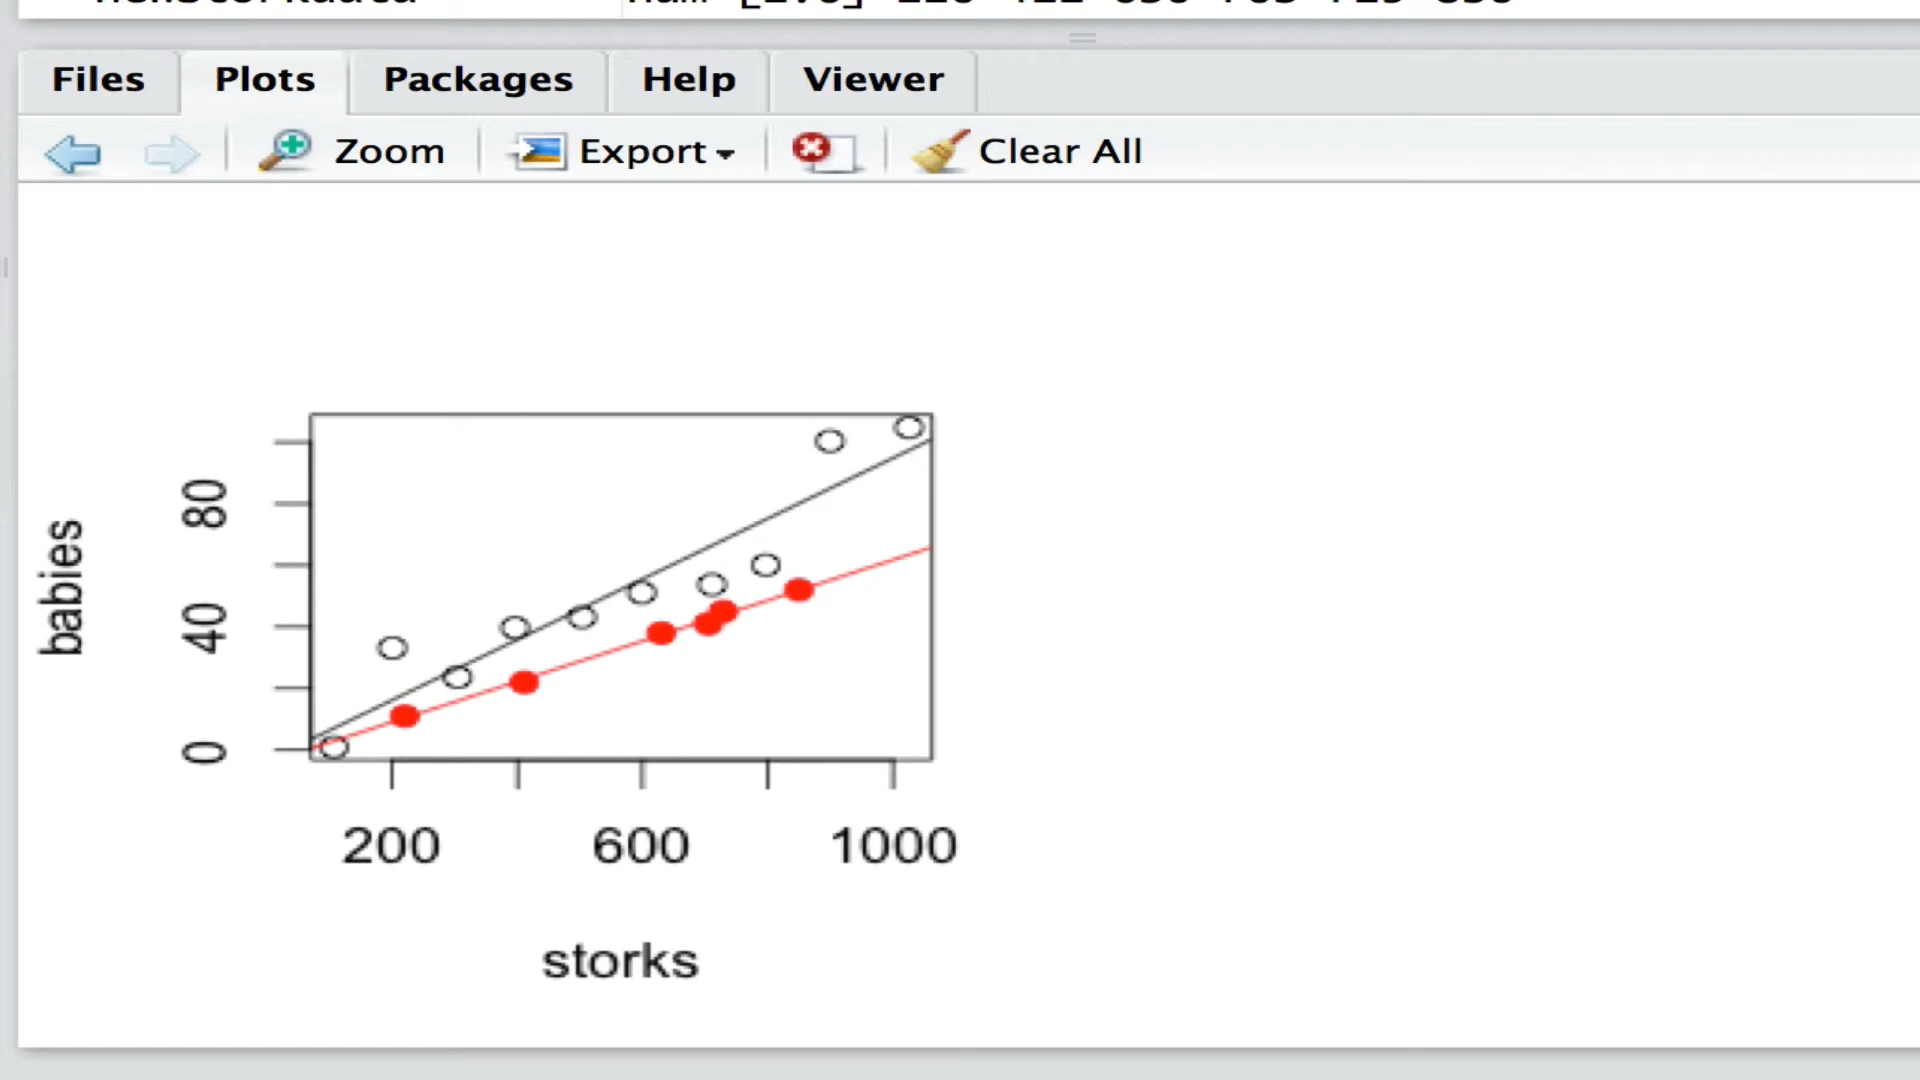 Files Plots Packages Help Viewer
Zoom Export Clear All
babies
80
40
0
200 600 1000
storks